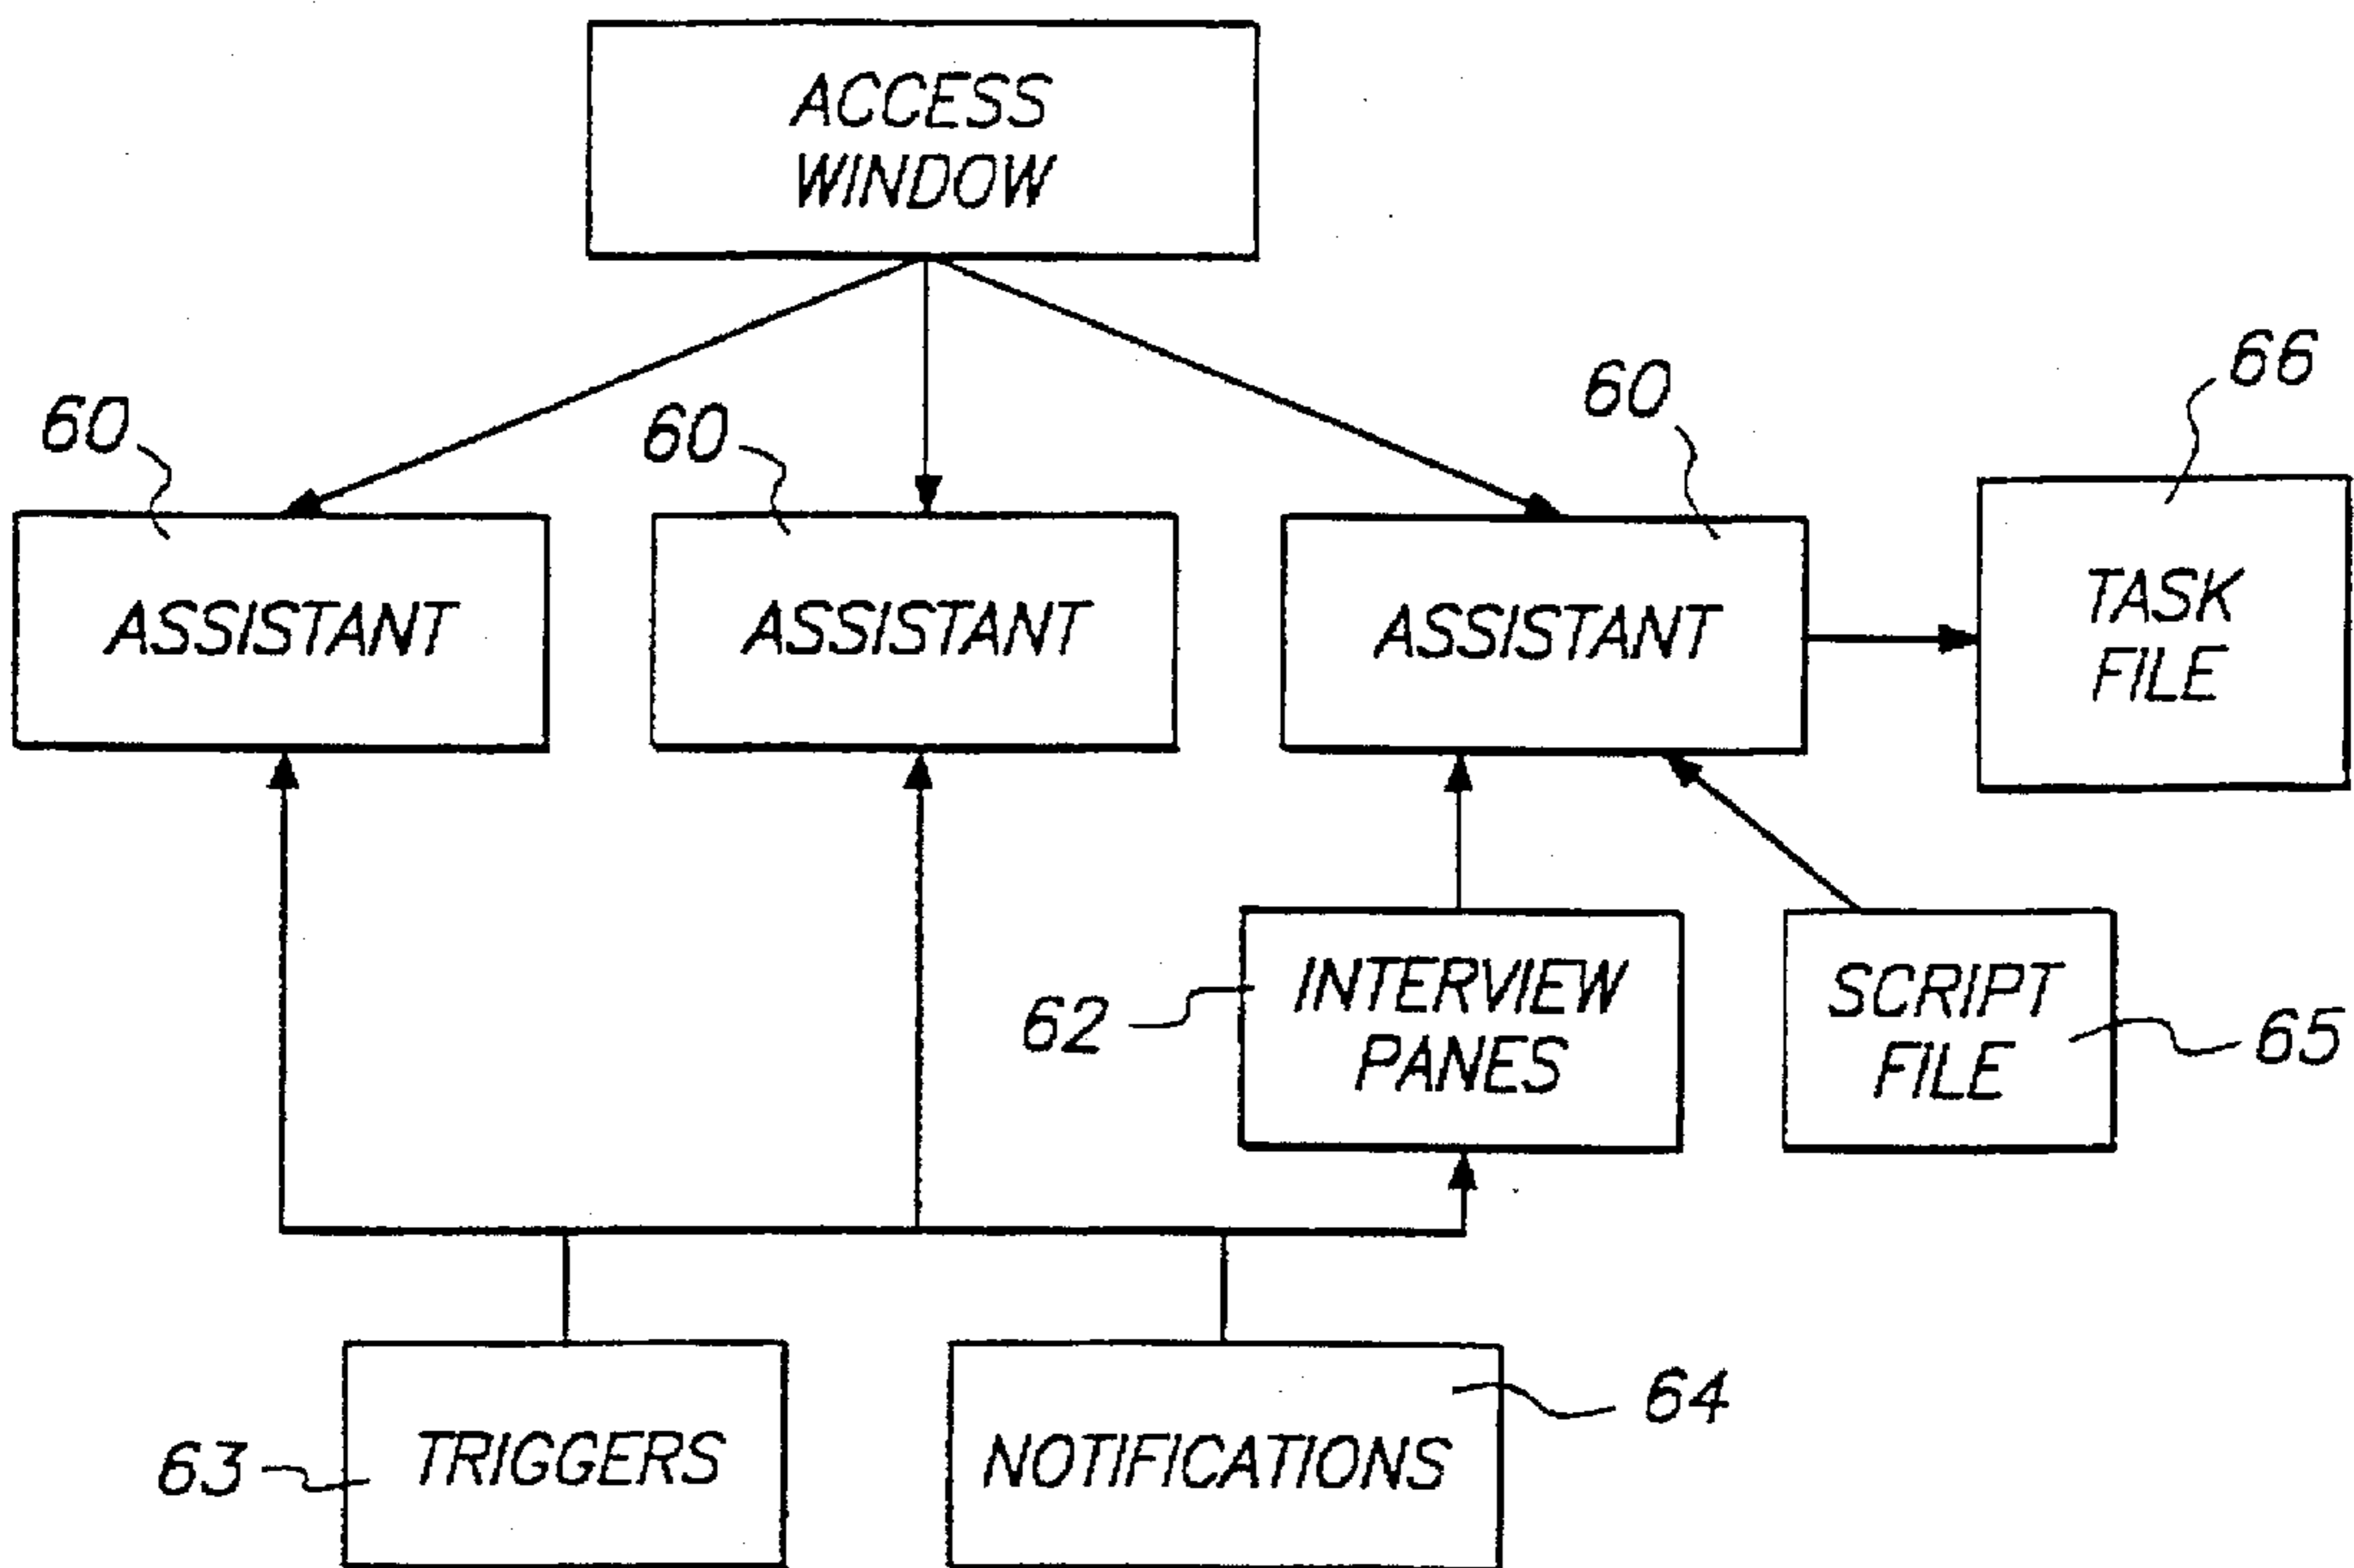 ACCESS
WINDOW
60
60
60
66
ASSISTANT
ASSISTANT
ASSISTANT
TASK
FILE
62
INTERVIEW
PANES
SCRIPT
FILE
65
63
TRIGGERS
NOTIFICATIONS
64